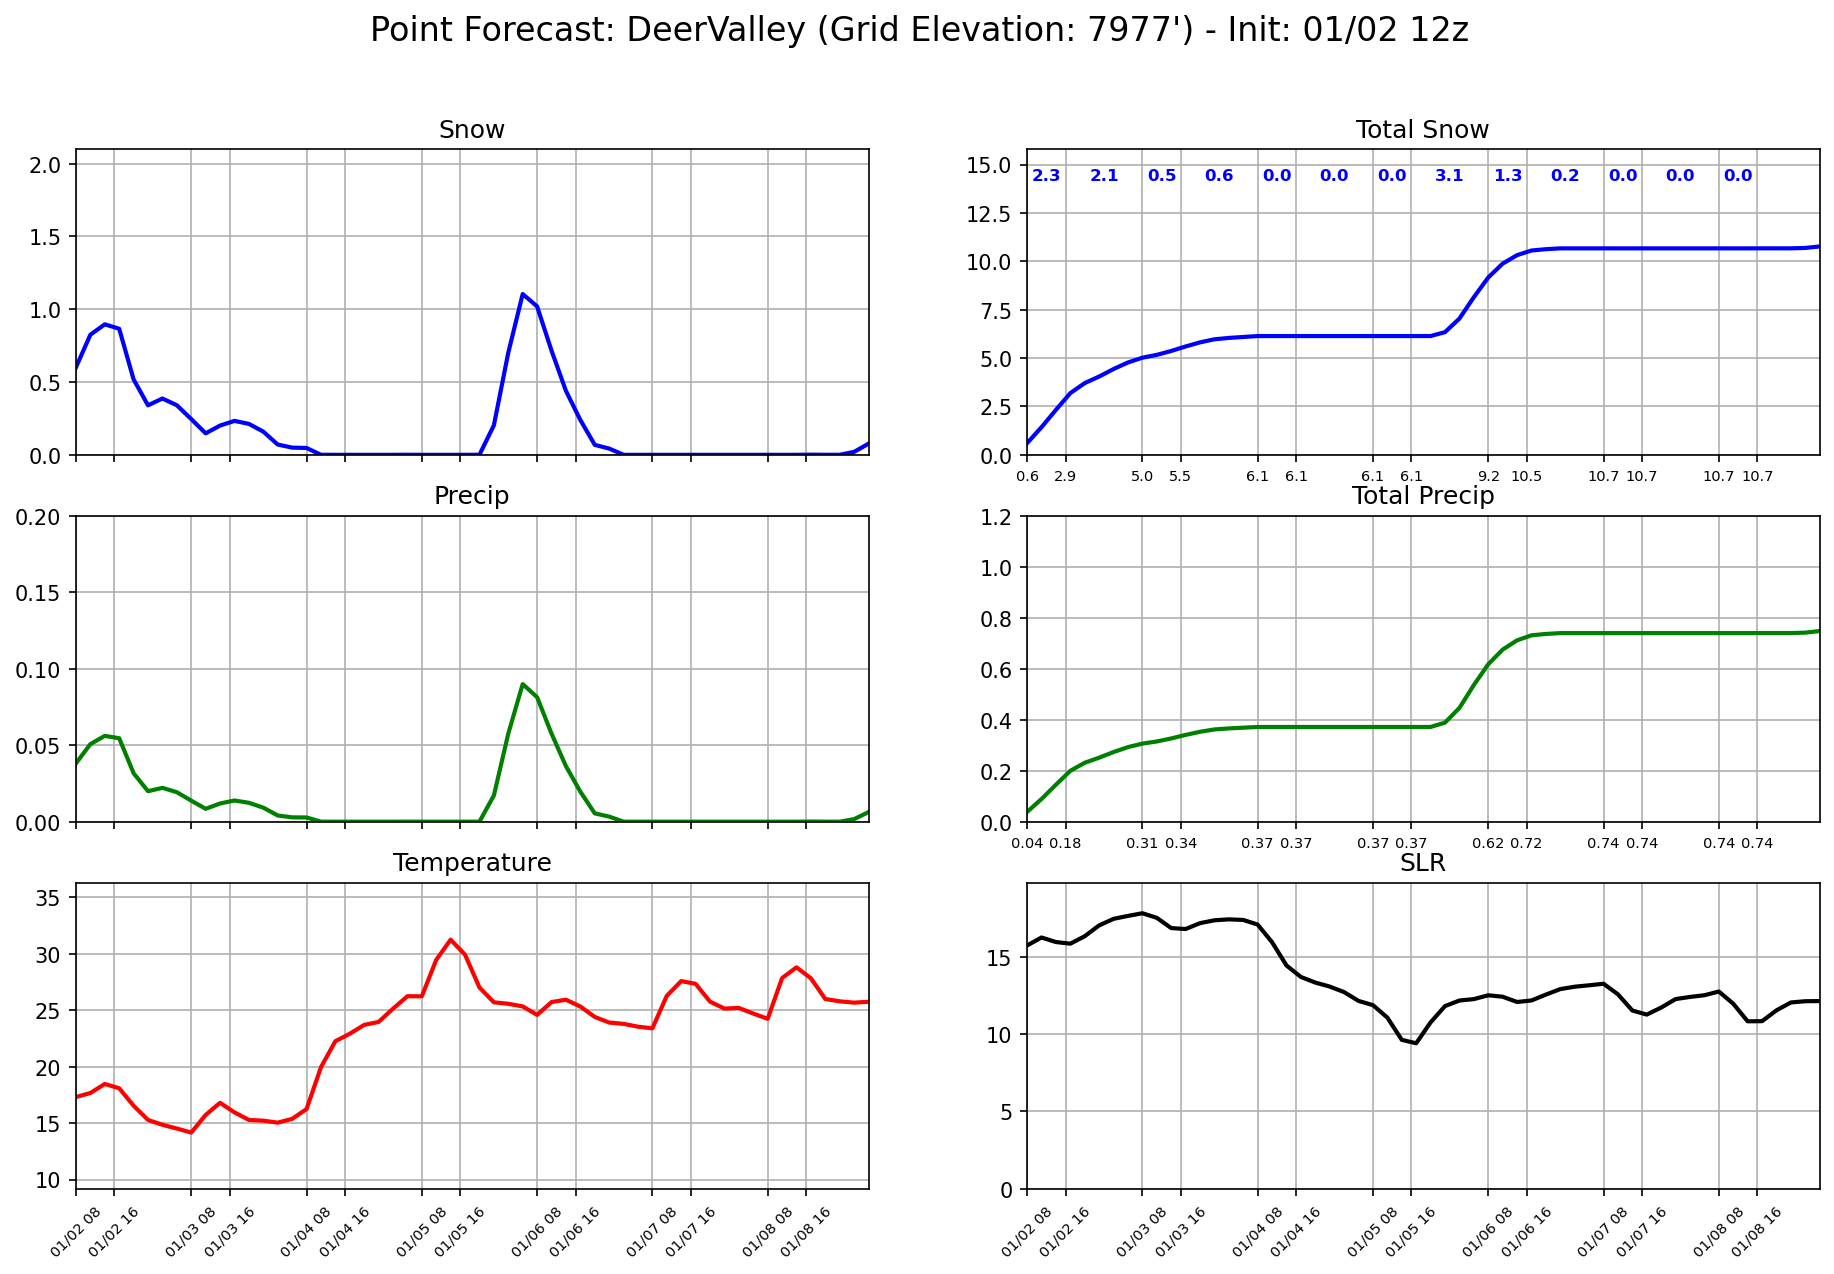 Point Forecast: DeerValley (Grid Elevation: 7977') - Init: 01/02 12z
Snow
2.0
1.5
1.0
0.5
0.0
Total Snow
15.0
12.5
10.0
7.5
5.0
2.5
0.0
2.3 2.1 0.5 0.6 0.0 0.0 0.0 3.1 1.3 0.2 0.0 0.0 0.0
0.6 2.9 5.0 5.5 6.1 6.1 6.1 6.1 9.2 10.5 10.7 10.7 10.7 10.7
Precip
0.20
0.15
0.10
0.05
0.00
Total Precip
1.2
1.0
0.8
0.6
0.4
0.2
0.0
0.04 0.18 0.31 0.34 0.37 0.37 0.37 0.37 0.62 0.72 0.74 0.74 0.74 0.74
Temperature
35
30
25
20
15
10
01/02 08 01/02 16 01/03 08 01/03 16 01/04 08 01/04 16 01/05 08 01/05 16 01/06 08 01/06 16 01/07 08 01/07 16 01/08 08 01/08 16
SLR
15
10
5
0
01/02 08 01/02 16 01/03 08 01/03 16 01/04 08 01/04 16 01/05 08 01/05 16 01/06 08 01/06 16 01/07 08 01/07 16 01/08 08 01/08 16